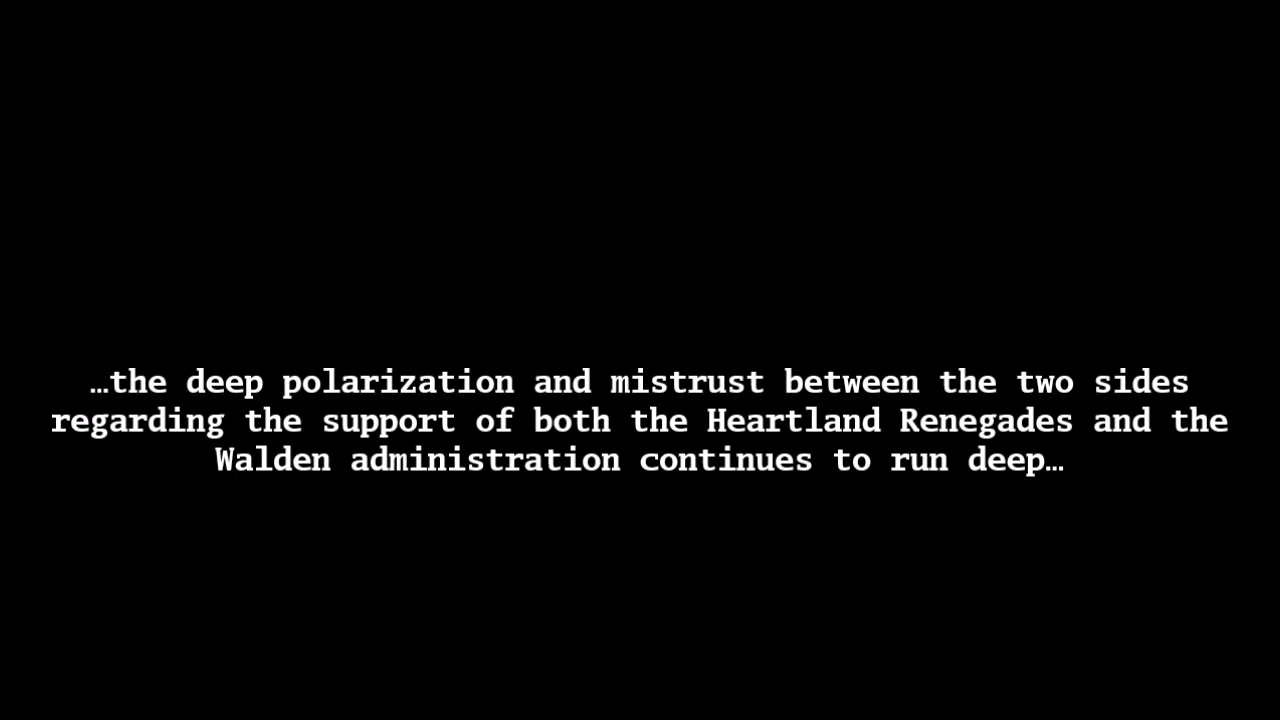 …the deep polarization and mistrust between the two sides
regarding the support of both the Heartland Renegades and the
Walden administration continues to run deep…